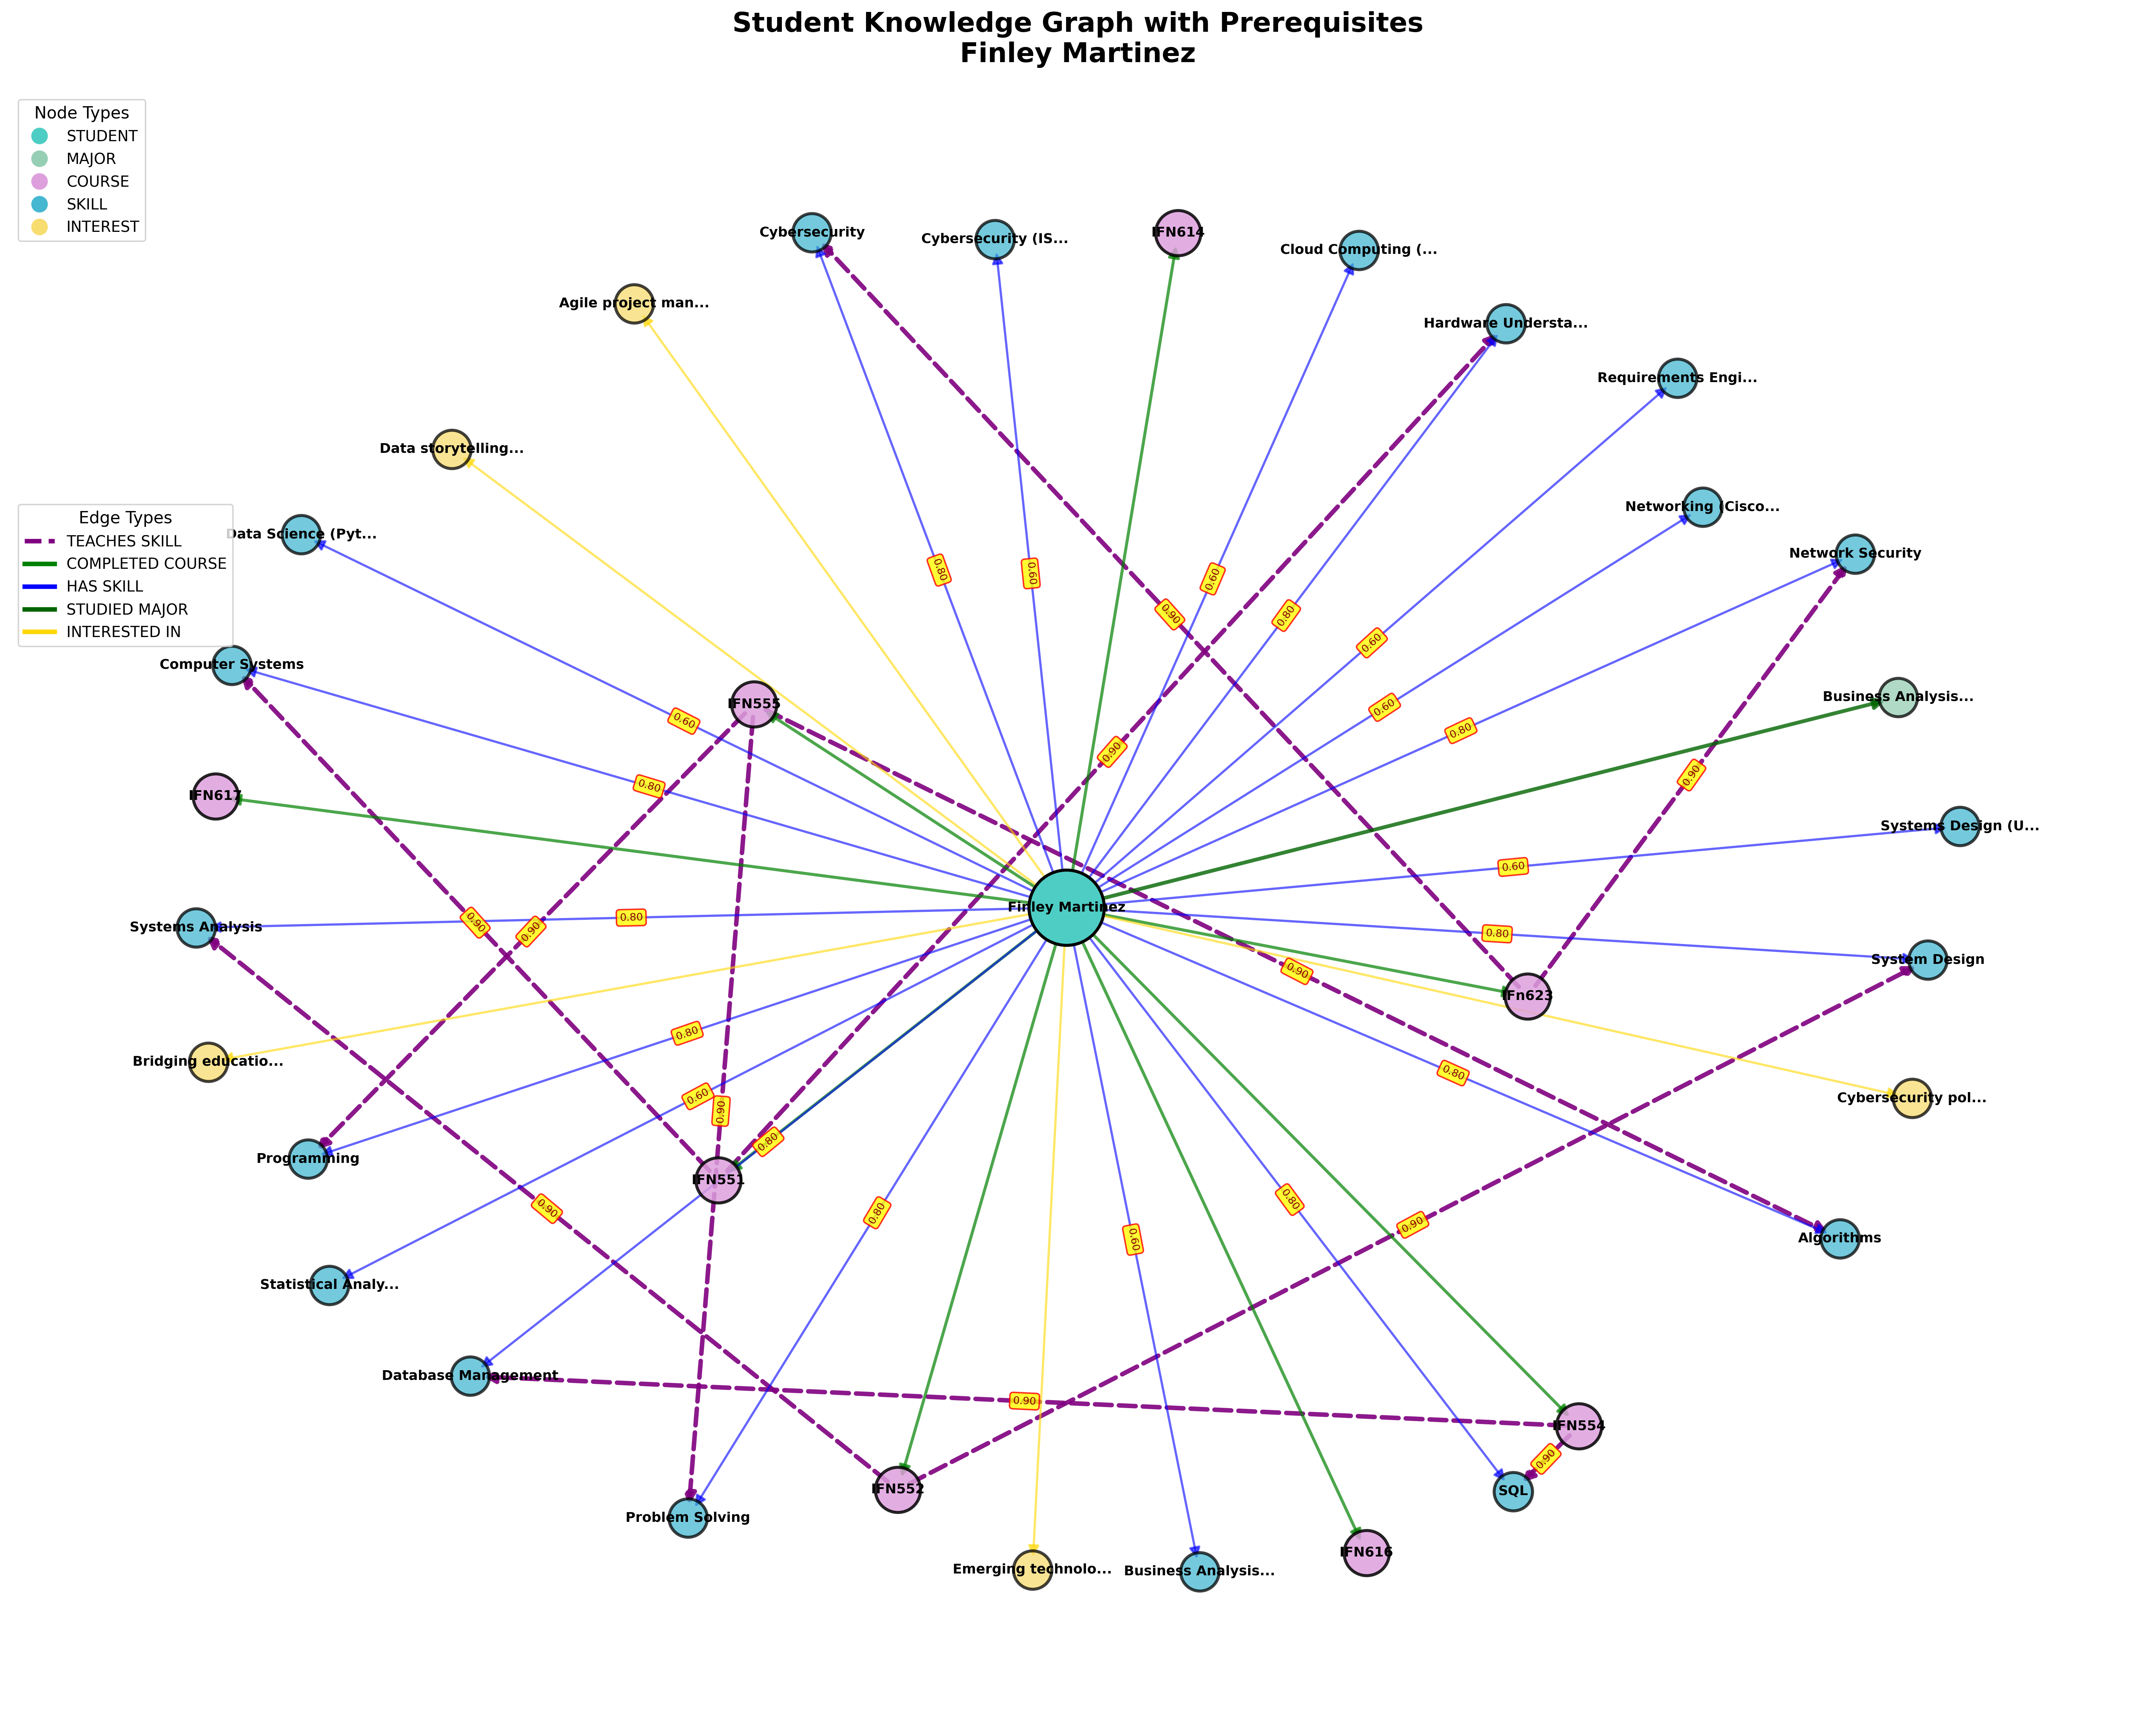 Student Knowledge Graph with Prerequisites
Finley Martinez
Node Types
STUDENT
MAJOR
COURSE
SKILL
INTEREST
Cybersecurity
Cybersecurity (IS...
IFN614
Cloud Computing (...
Agile project man...
Hardware Understa...
Requirements Engi...
Data storytelling...
Networking (Cisco...
Edge Types
TEACHES SKILL
COMPLETED COURSE
HAS SKILL
STUDIED MAJOR
INTERESTED IN
Data Science (Pyt...
Network Security
0.80
0.60
0.60
0.90
0.80
0.60
Computer Systems
IFN555
Business Analysis...
0.60
0.60
0.80
0.90
0.90
0.80
IFN617
Systems Design (U...
0.60
Finley Martinez
Systems Analysis
0.80
0.90
0.90
0.80
System Design
0.90
IFn623
Bridging educatio...
0.80
0.80
Cybersecurity pol...
0.60
0.90
Programming
0.80
IFN551
0.90
0.80
0.80
0.90
0.60
Algorithms
Statistical Analy...
Database Management
0.90
IFN554
0.90
IFN552
SQL
Problem Solving
IFN616
Emerging technolo...
Business Analysis...